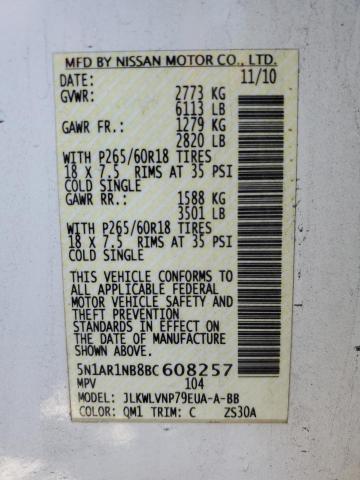 MFD BY NISSAN MOTOR CO., LTD.
DATE: 11/10
GVWR: 2773 KG
6113 LB
GAWR FR.: 1279 KG
2820 LB
WITH P265/60R18 TIRES
18 X 7.5 RIMS AT 35 PSI
COLD SINGLE
GAWR RR.: 1588 KG
3501 LB
WITH P265/60R18 TIRES
18 X 7.5 RIMS AT 35 PSI
COLD SINGLE
THIS VEHICLE CONFORMS TO
ALL APPLICABLE FEDERAL
MOTOR VEHICLE SAFETY AND
THEFT PREVENTION
STANDARDS IN EFFECT ON
THE DATE OF MANUFACTURE
SHOWN ABOVE.
5N1AR1NB8BC608257
MPV 104
MODEL: JLKWLVNP79EUA-A-BB
COLOR: QM1 TRIM: C ZS30A